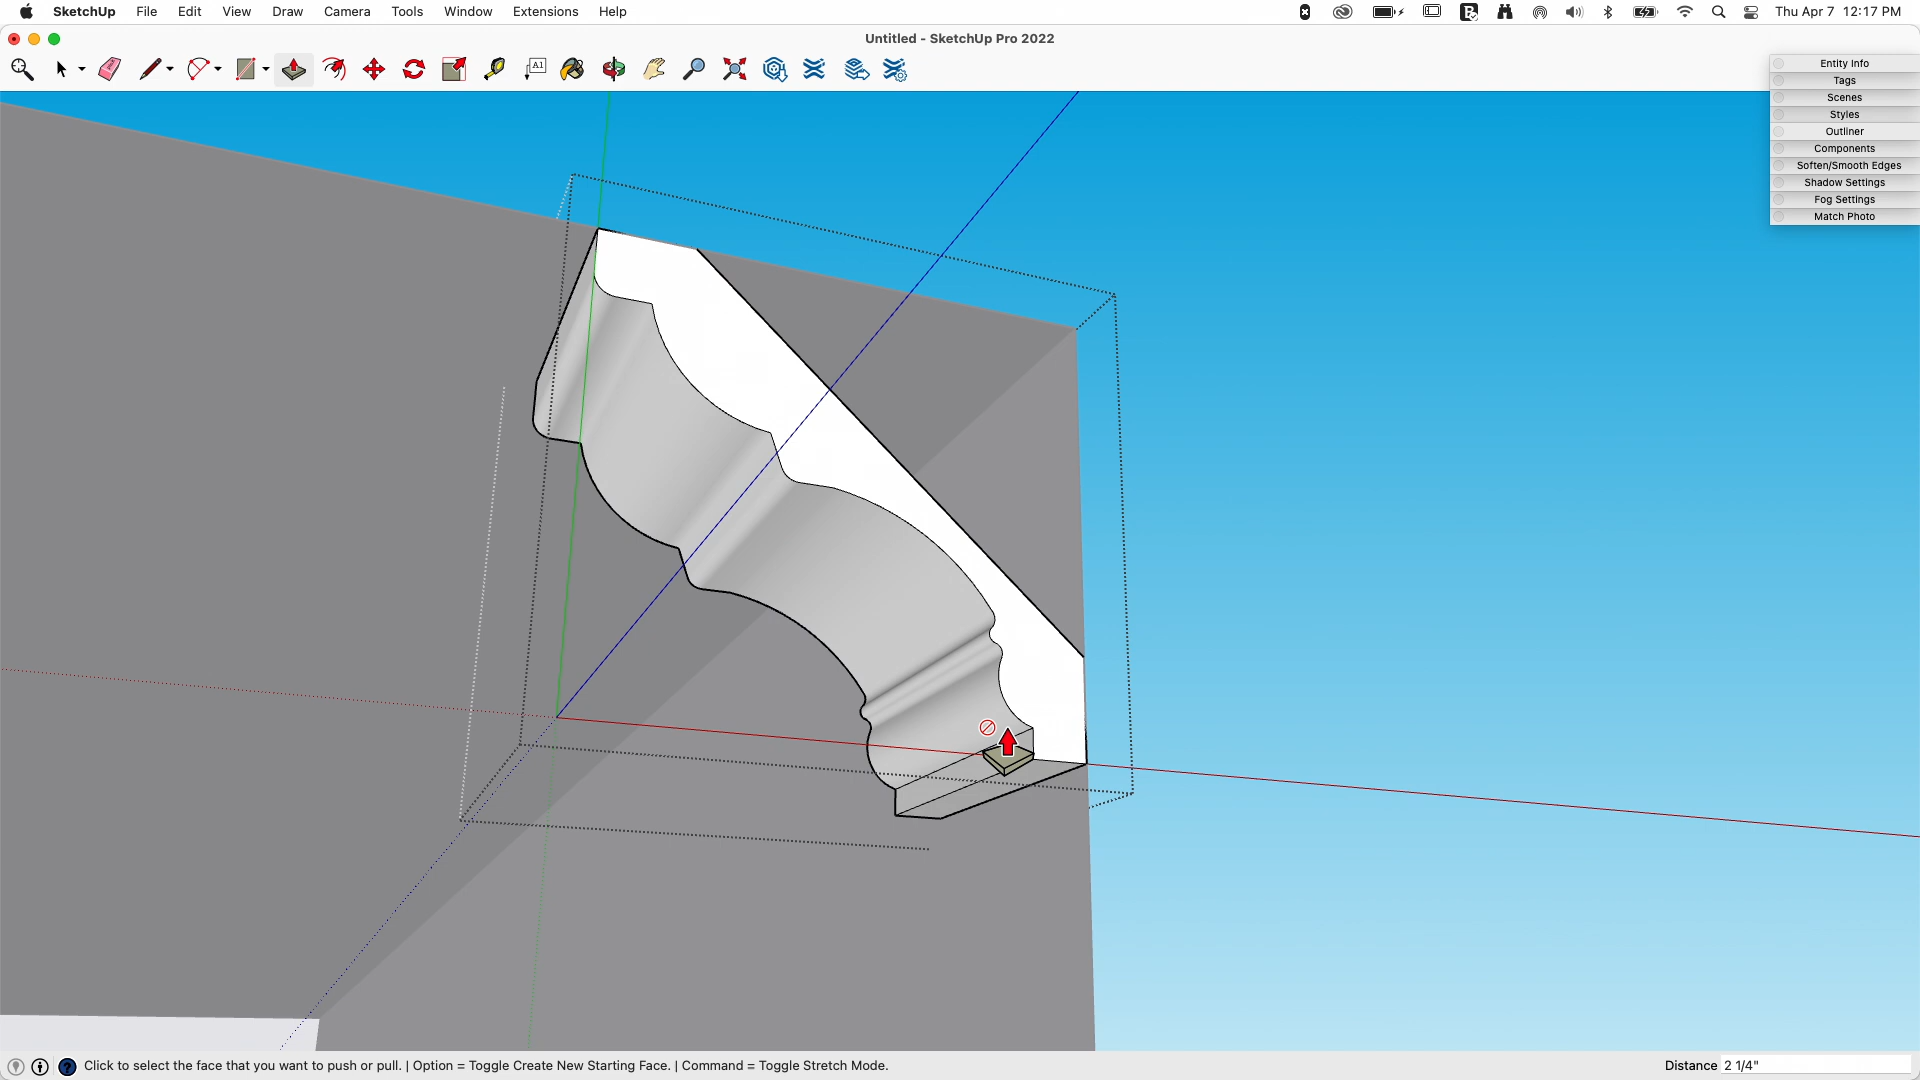 SketchUp File Edit View Draw Camera Tools Window Extensions Help Thu Apr 7 12:17 PM
Untitled - SketchUp Pro 2022
A1
Entity Info
Tags
Scenes
Styles
Outliner
Components
Soften/Smooth Edges
Shadow Settings
Fog Settings
Match Photo
Click to select the face that you want to push or pull. | Option = Toggle Create New Starting Face. | Command = Toggle Stretch Mode. Distance 2 1/4"